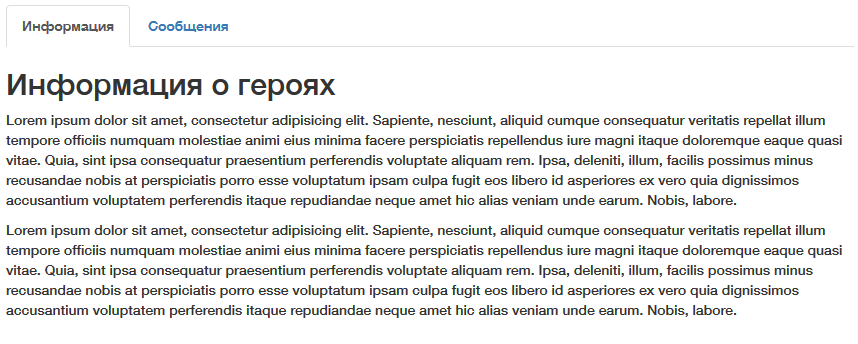 Информация Сообщения
Информация о героях
Lorem ipsum dolor sit amet, consectetur adipisicing elit. Sapiente, nesciunt, aliquid cumque consequatur veritatis repellat illum
tempore officiis numquam molestiae animi eius minima facere perspiciatis repellendus iure magni itaque doloremque eaque quasi
vitae. Quia, sint ipsa consequatur praesentium perferendis voluptate aliquam rem. Ipsa, deleniti, illum, facilis possimus minus
recusandae nobis at perspiciatis porro esse voluptatum ipsam culpa fugit eos libero id asperiores ex vero quia dignissimos
accusantium voluptatem perferendis itaque repudiandae neque amet hic alias veniam unde earum. Nobis, labore.
Lorem ipsum dolor sit amet, consectetur adipisicing elit. Sapiente, nesciunt, aliquid cumque consequatur veritatis repellat illum
tempore officiis numquam molestiae animi eius minima facere perspiciatis repellendus iure magni itaque doloremque eaque quasi
vitae. Quia, sint ipsa consequatur praesentium perferendis voluptate aliquam rem. Ipsa, deleniti, illum, facilis possimus minus
recusandae nobis at perspiciatis porro esse voluptatum ipsam culpa fugit eos libero id asperiores ex vero quia dignissimos
accusantium voluptatem perferendis itaque repudiandae neque amet hic alias veniam unde earum. Nobis, labore.